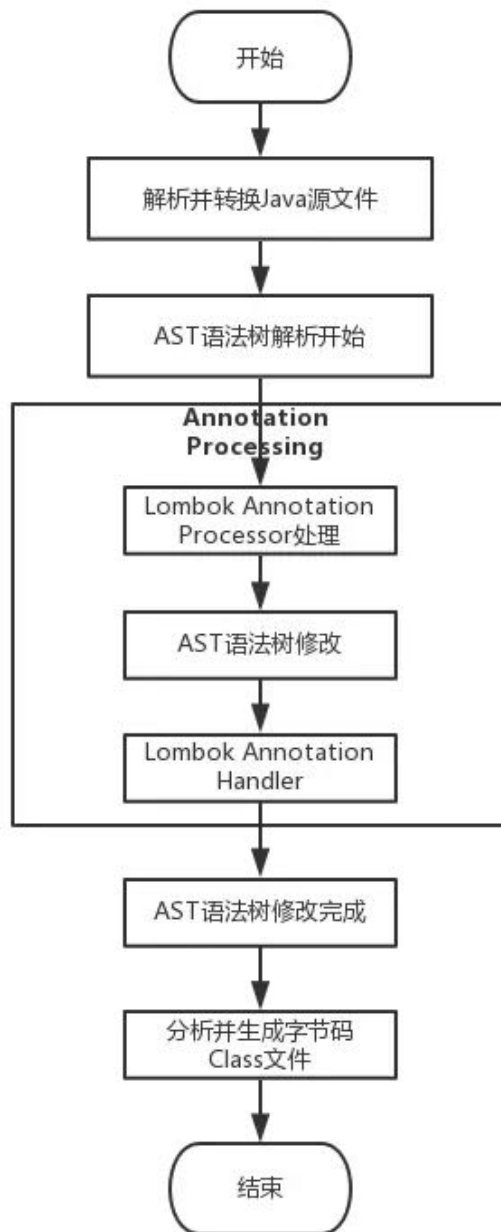 开始
解析并转换Java源文件
AST语法树解析开始
Annotation
Processing
Lombok Annotation
Processor处理
AST语法树修改
Lombok Annotation
Handler
AST语法树修改完成
分析并生成字节码
Class文件
结束